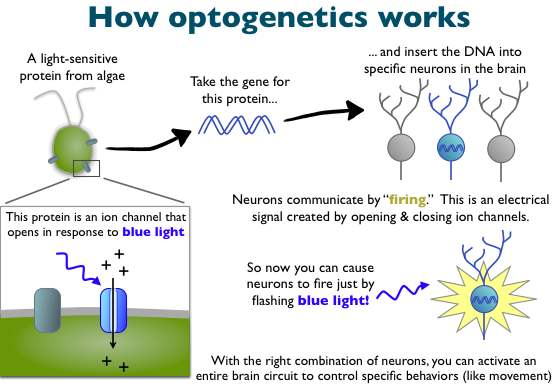 How optogenetics works
A light-sensitive
protein from algae
Take the gene for
this protein...
... and insert the DNA into
specific neurons in the brain
This protein is an ion channel that
opens in response to blue light
+
+
+
+ +
Neurons communicate by “firing.” This is an electrical
signal created by opening & closing ion channels.
So now you can cause
neurons to fire just by
flashing blue light!
With the right combination of neurons, you can activate an
entire brain circuit to control specific behaviors (like movement)